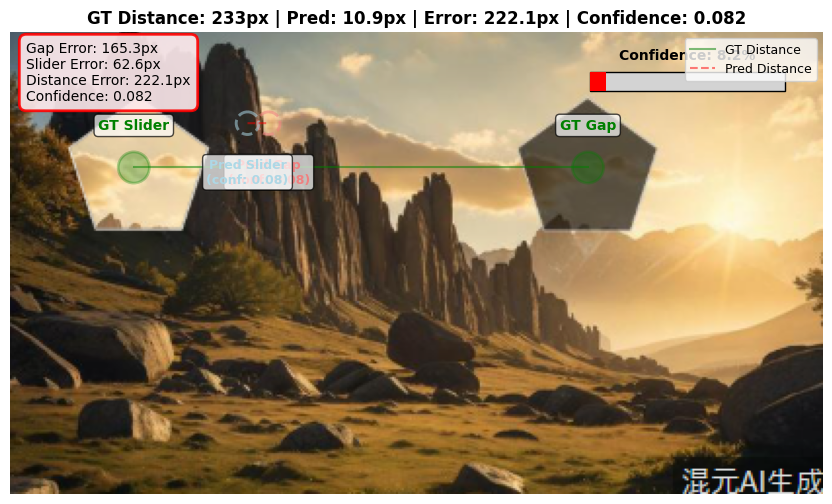 GT Distance: 233px | Pred: 10.9px | Error: 222.1px | Confidence: 0.082
Gap Error: 165.3px
Slider Error: 62.6px
Distance Error: 222.1px
Confidence: 0.082
Confidence: 8.2%
GT Distance
Pred Distance
GT Slider
GT Gap
Pred Slider
(conf: 0.08)
混元AI生成